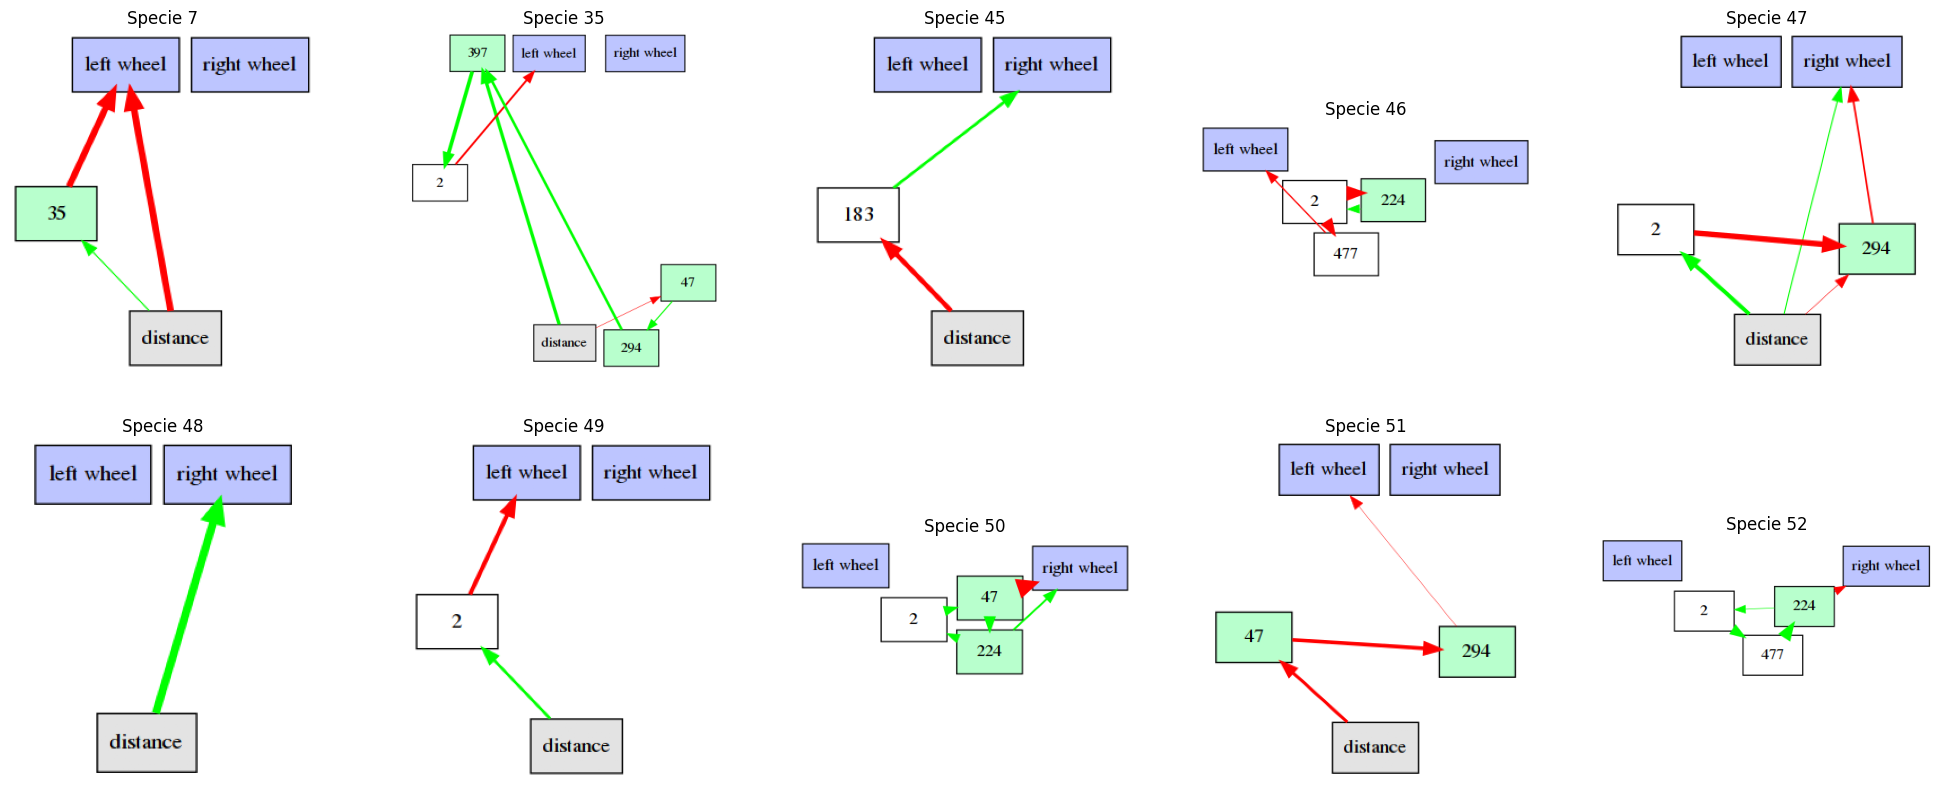 Specie 7
left wheel
right wheel
35
distance
Specie 35
397
left wheel
right wheel
2
47
distance
294
Specie 45
left wheel
right wheel
183
distance
Specie 46
left wheel
right wheel
2
224
477
Specie 47
left wheel
right wheel
2
294
distance
Specie 48
left wheel
right wheel
distance
Specie 49
left wheel
right wheel
2
distance
Specie 50
left wheel
right wheel
47
2
224
Specie 51
left wheel
right wheel
47
294
distance
Specie 52
left wheel
right wheel
2
224
477